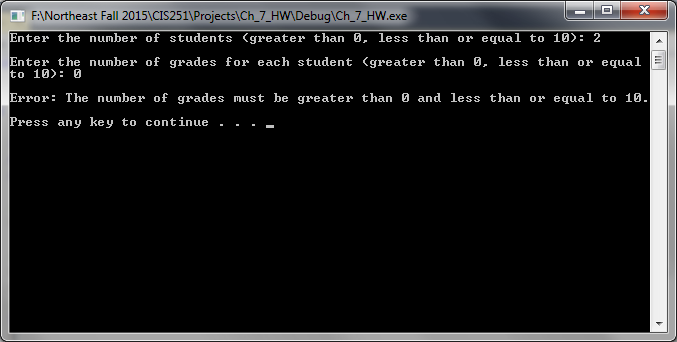 F:\Northeast Fall 2015\CIS251\Projects\Ch_7_HW\Debug\Ch_7_HW.exe
Enter the number of students (greater than 0, less than or equal to 10): 2
Enter the number of grades for each student (greater than 0, less than or equal
to 10): 0
Error: The number of grades must be greater than 0 and less than or equal to 10.
Press any key to continue . . . _